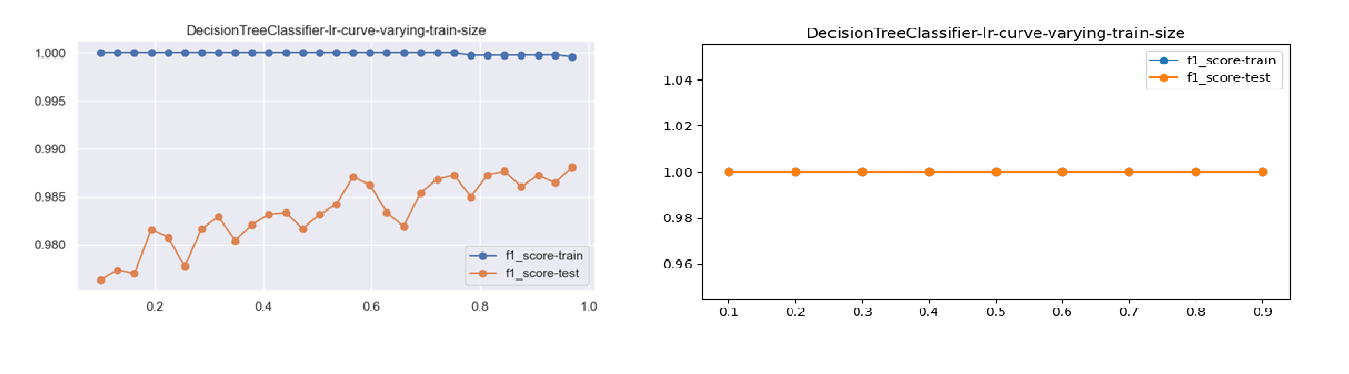 DecisionTreeClassifier-lr-curve-varying-train-size
1.000
0.995
0.990
0.985
0.980
f1_score-train
f1_score-test
0.2 0.4 0.6 0.8 1.0
DecisionTreeClassifier-lr-curve-varying-train-size
f1_score-train
f1_score-test
1.04
1.02
1.00
0.98
0.96
0.1 0.2 0.3 0.4 0.5 0.6 0.7 0.8 0.9